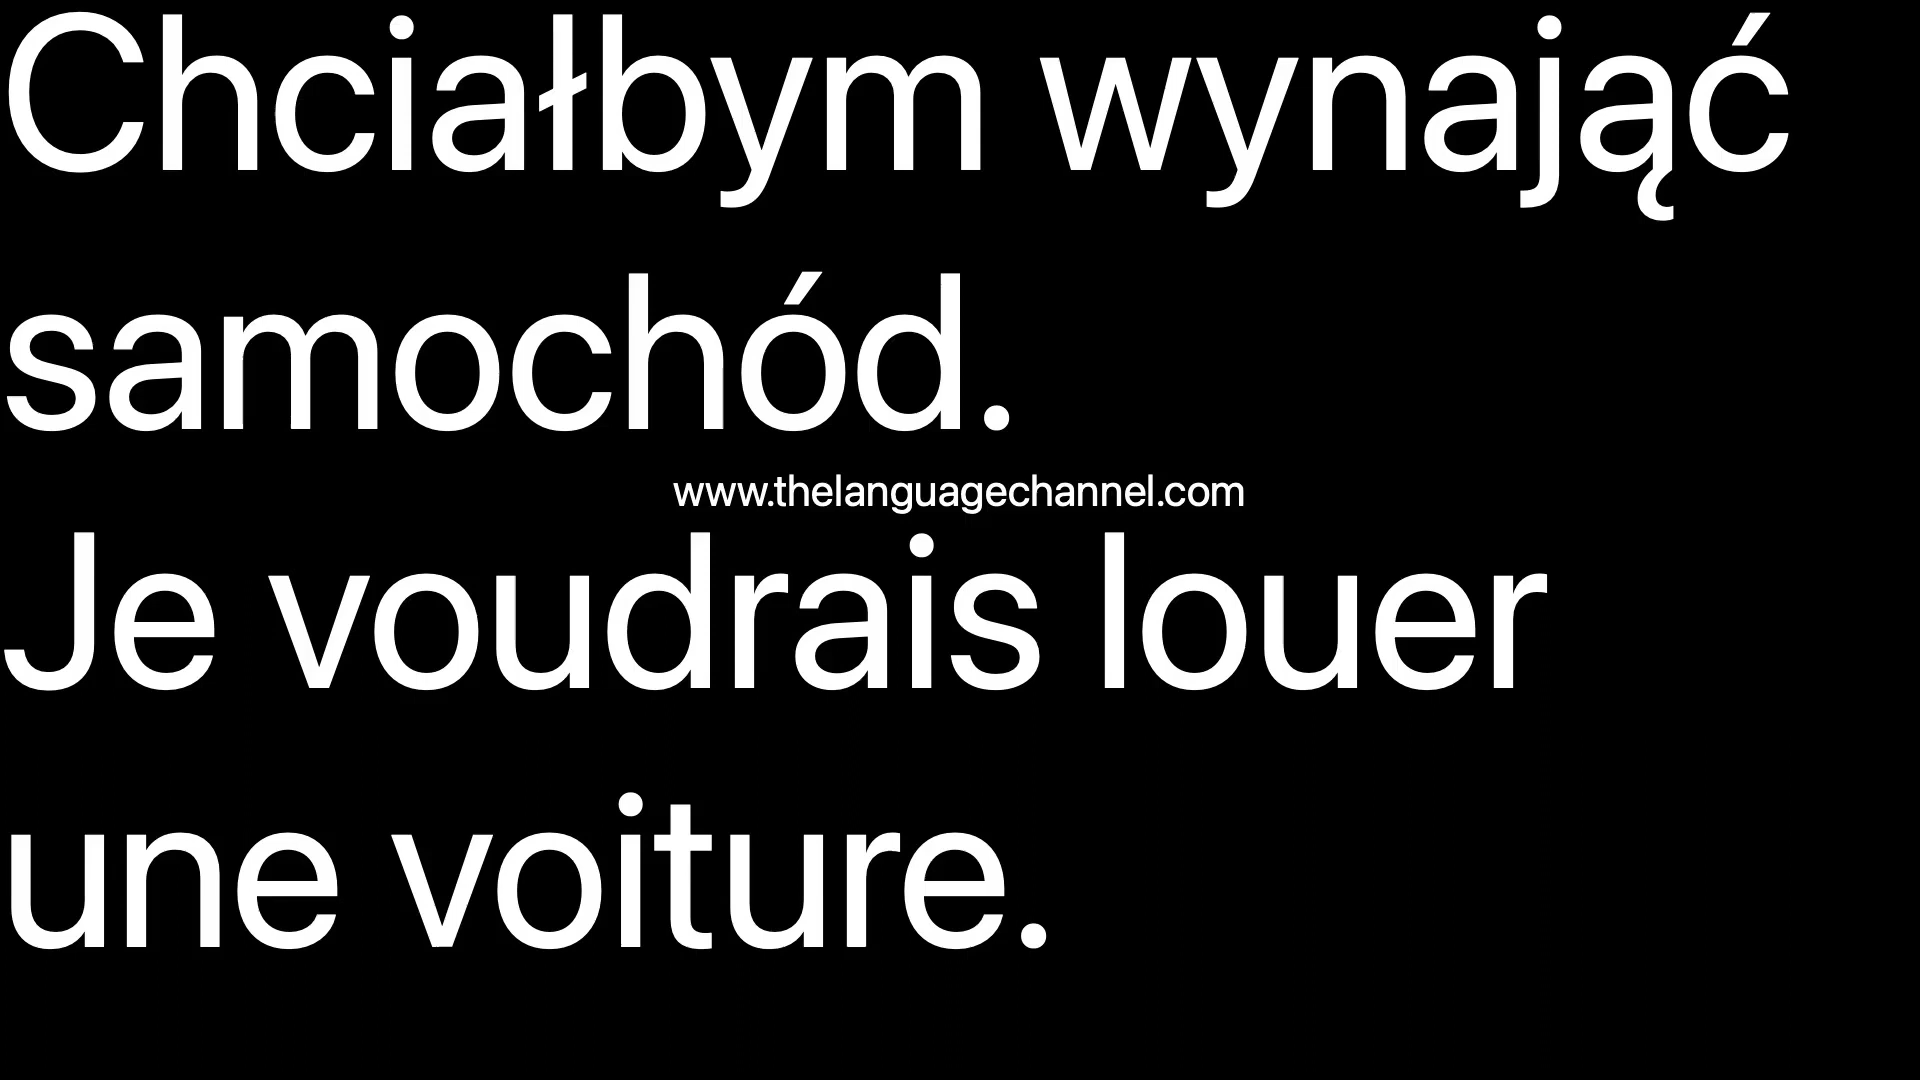 Chciałbym wynająć
samochód.
www.thelanguagechannel.com
Je voudrais louer
une voiture.